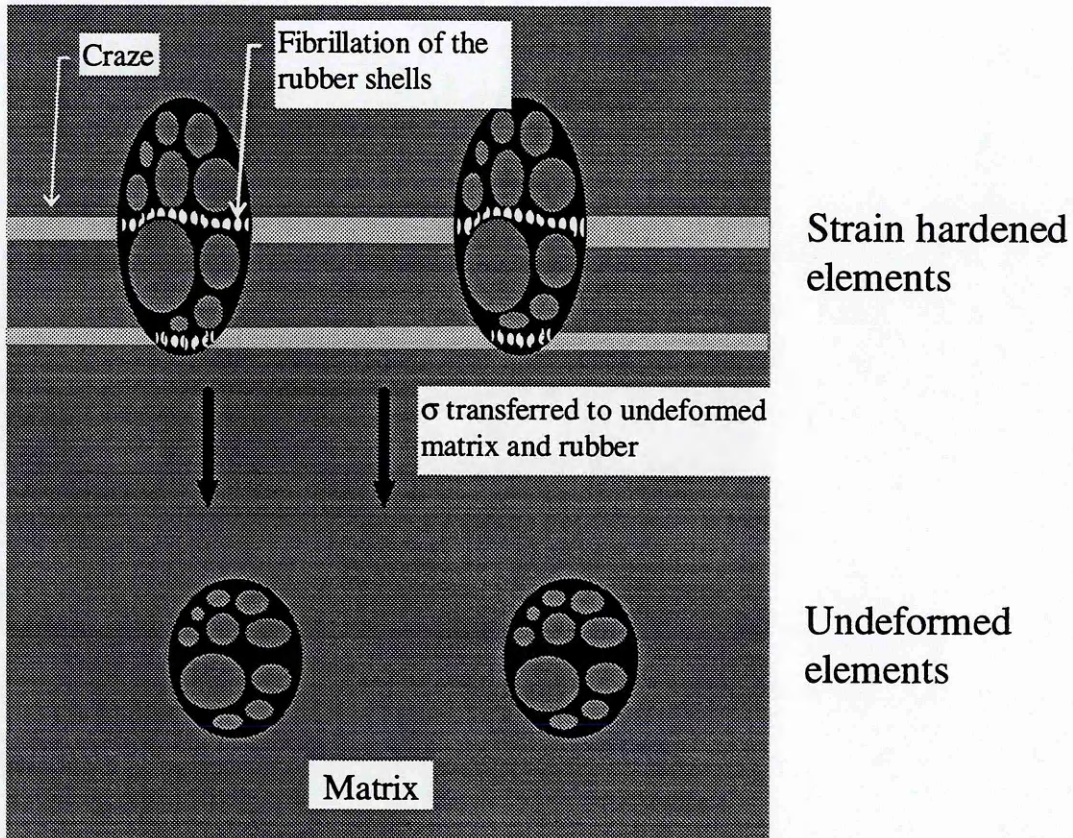 Craze
Fibrillation of the
rubber shells
Strain hardened
elements
σ transferred to undeformed
matrix and rubber
Undeformed
elements
Matrix